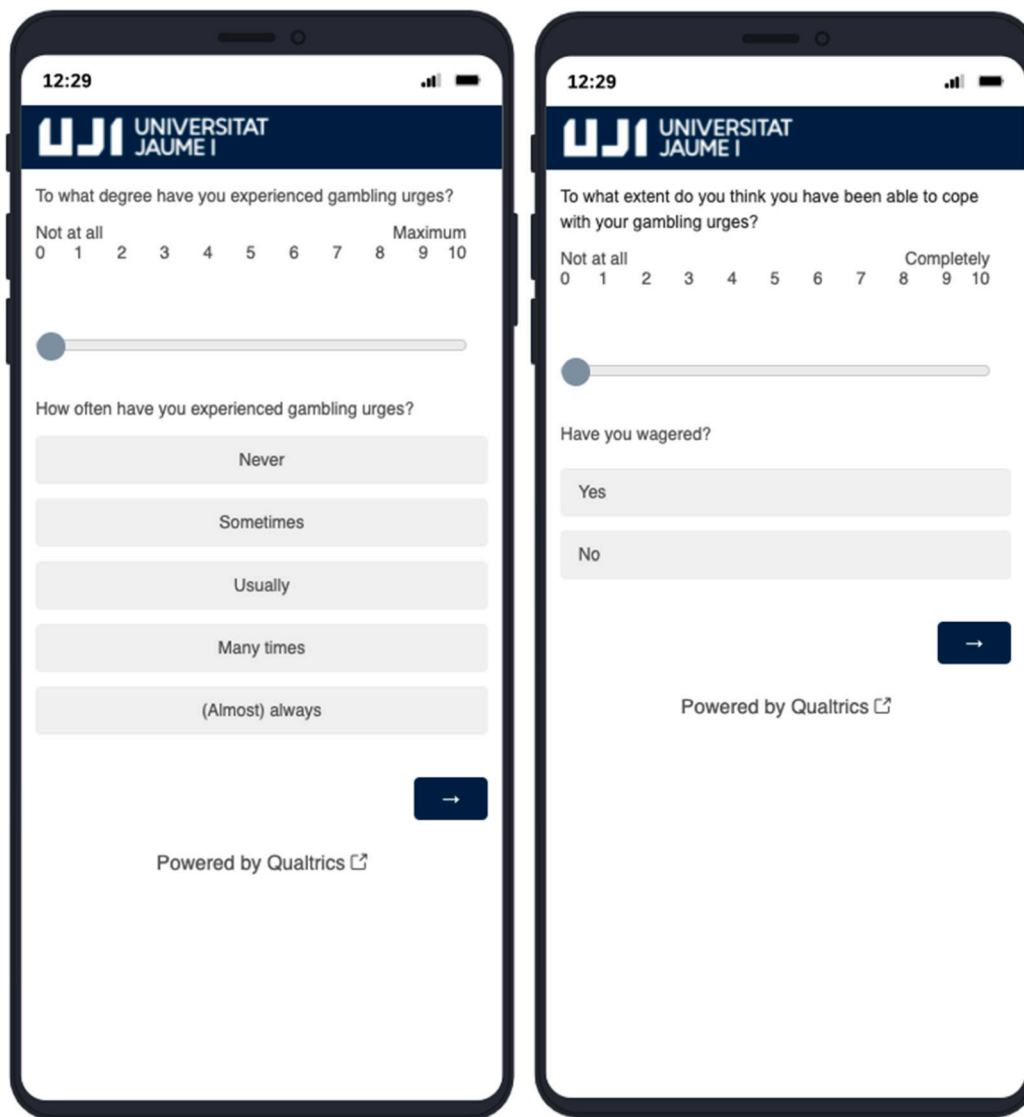 12:29
UJI UNIVERSITAT
JAUME I
To what degree have you experienced gambling urges?
Not at all Maximum
0 1 2 3 4 5 6 7 8 9 10
How often have you experienced gambling urges?
Never
Sometimes
Usually
Many times
(Almost) always
→
Powered by Qualtrics
12:29
UJI UNIVERSITAT
JAUME I
To what extent do you think you have been able to cope
with your gambling urges?
Not at all Completely
0 1 2 3 4 5 6 7 8 9 10
Have you wagered?
Yes
No
→
Powered by Qualtrics